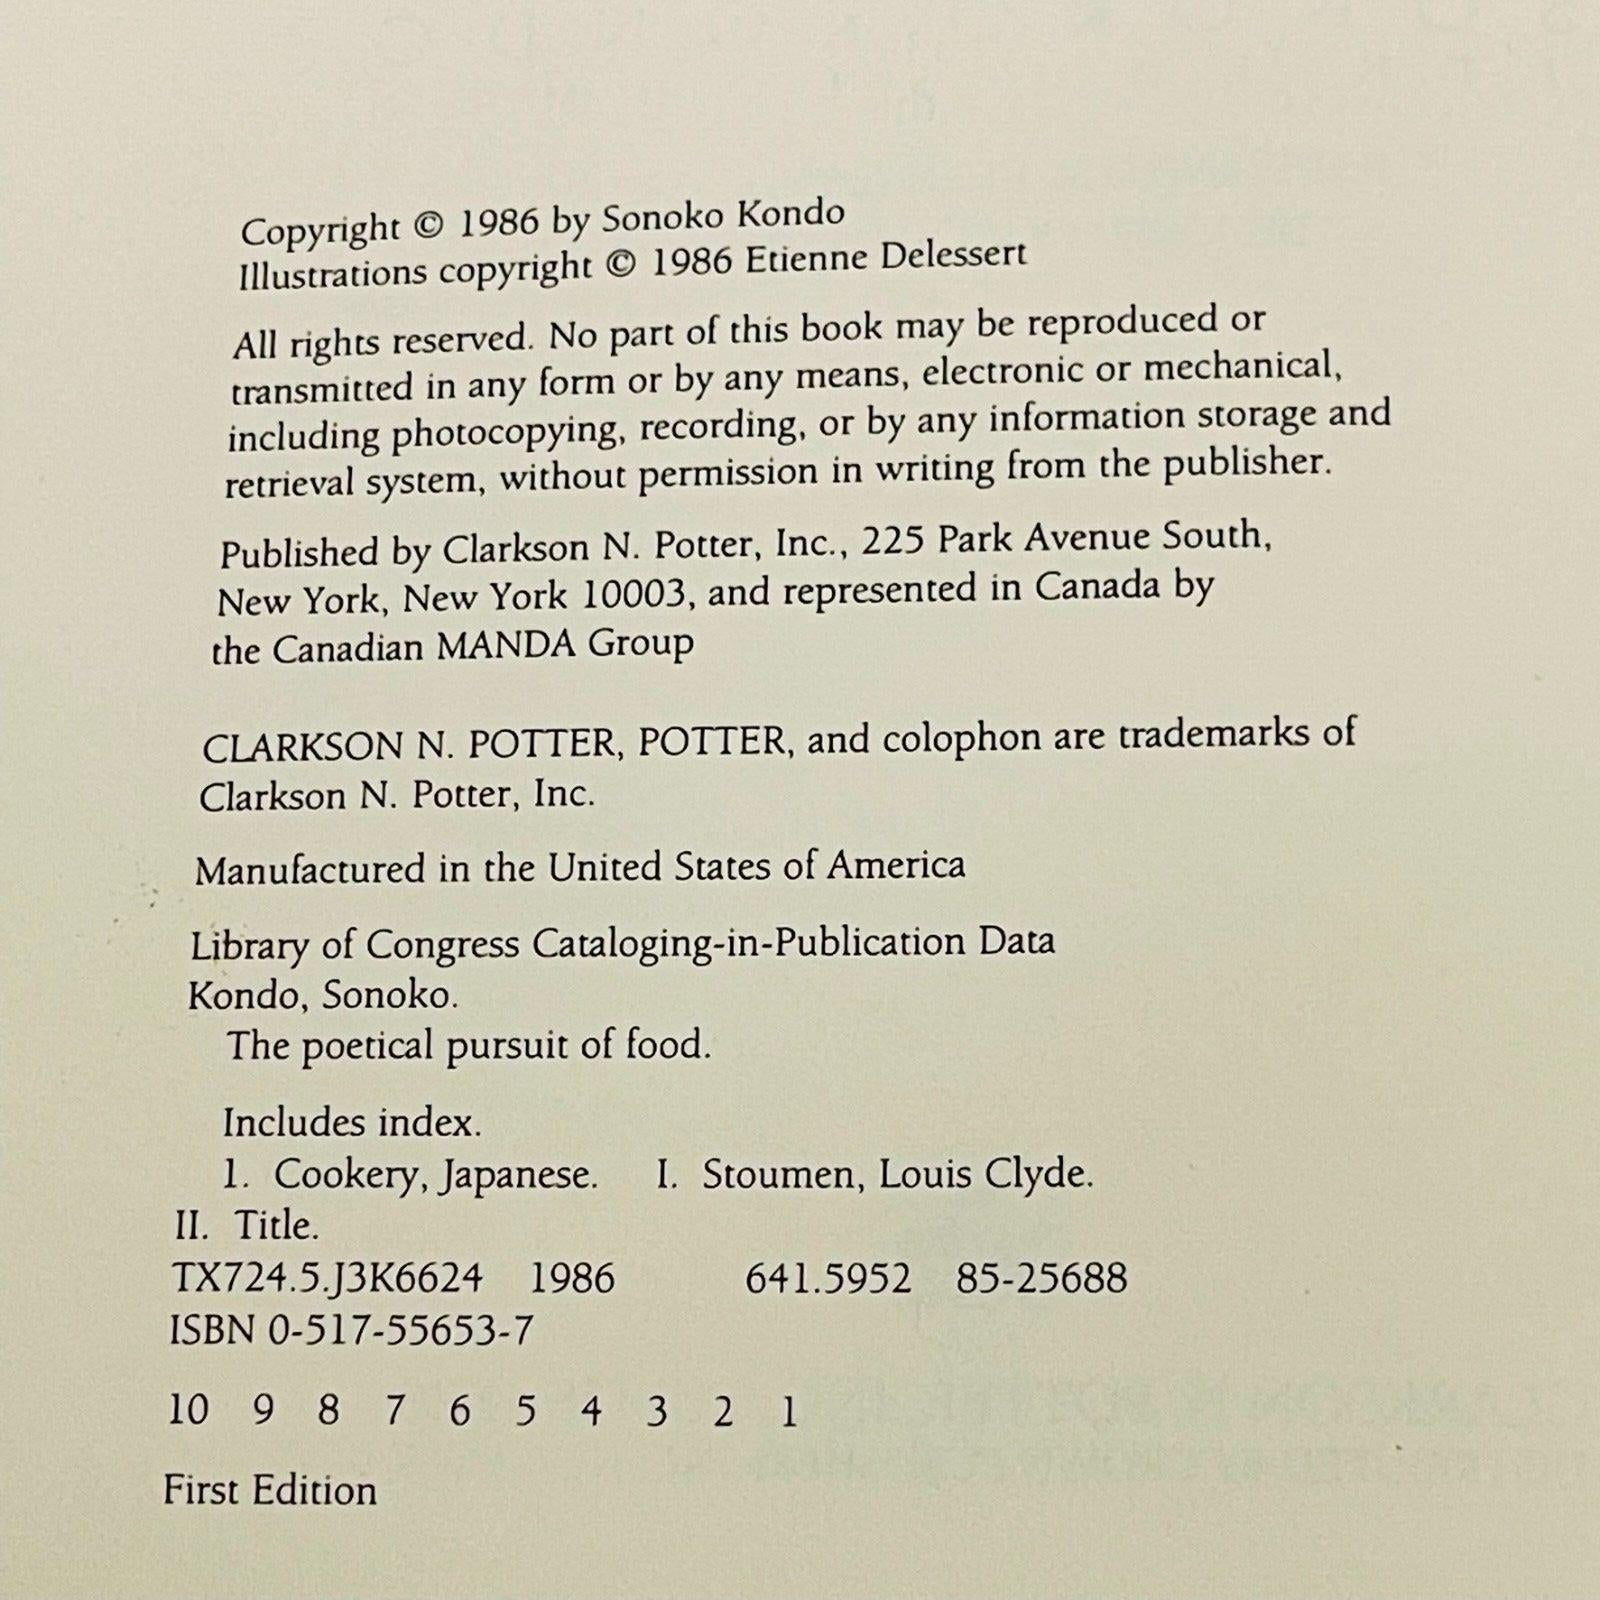 Copyright © 1986 by Sonoko Kondo
Illustrations copyright © 1986 Etienne Delessert
All rights reserved. No part of this book may be reproduced or
transmitted in any form or by any means, electronic or mechanical,
including photocopying, recording, or by any information storage and
retrieval system, without permission in writing from the publisher.
Published by Clarkson N. Potter, Inc., 225 Park Avenue South,
New York, New York 10003, and represented in Canada by
the Canadian MANDA Group
CLARKSON N. POTTER, POTTER, and colophon are trademarks of
Clarkson N. Potter, Inc.
Manufactured in the United States of America
Library of Congress Cataloging-in-Publication Data
Kondo, Sonoko.
The poetical pursuit of food.
Includes index.
1. Cookery, Japanese. I. Stoumen, Louis Clyde.
II. Title.
TX724.5.J3K6624 1986 641.5952 85-25688
ISBN 0-517-55653-7
10 9 8 7 6 5 4 3 2 1
First Edition